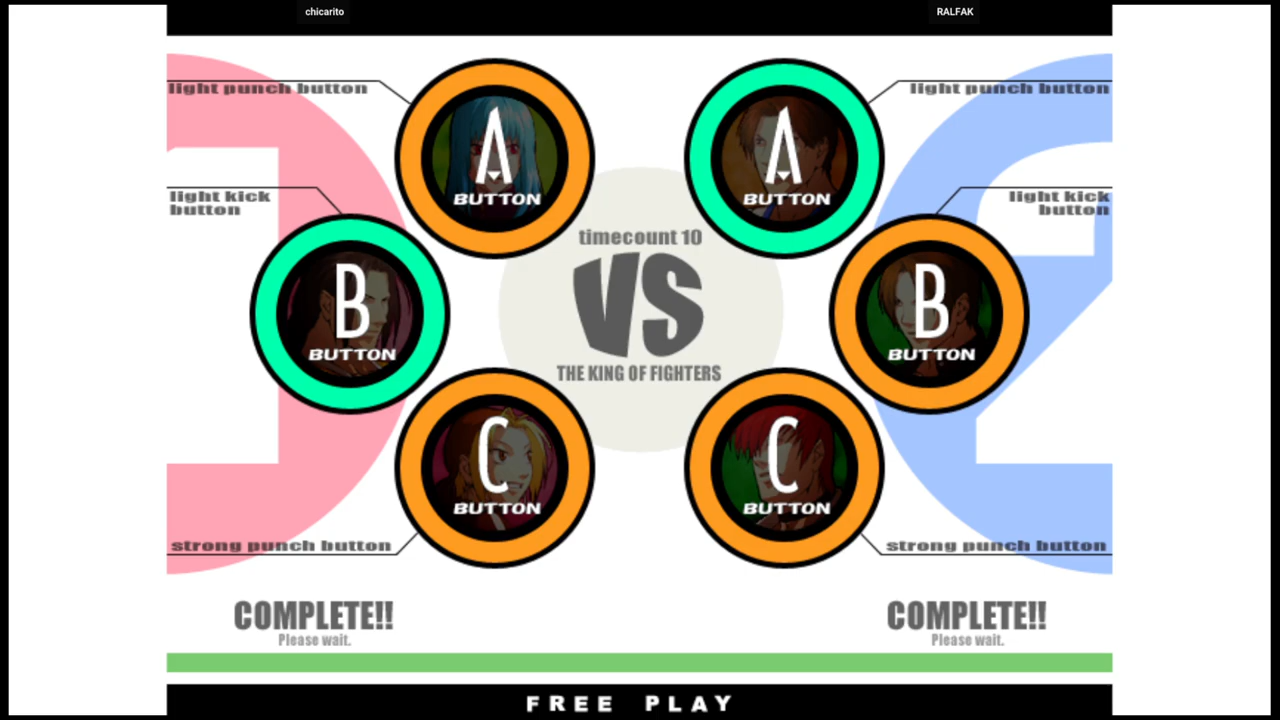 chicarito
RALFAK
light punch button
light punch button
A
BUTTON
A
BUTTON
light kick
button
light kick
button
timecount 10
VS
THE KING OF FIGHTERS
B
BUTTON
B
BUTTON
C
BUTTON
C
BUTTON
strong punch button
strong punch button
COMPLETE!!
Please wait.
COMPLETE!!
Please wait.
FREE PLAY